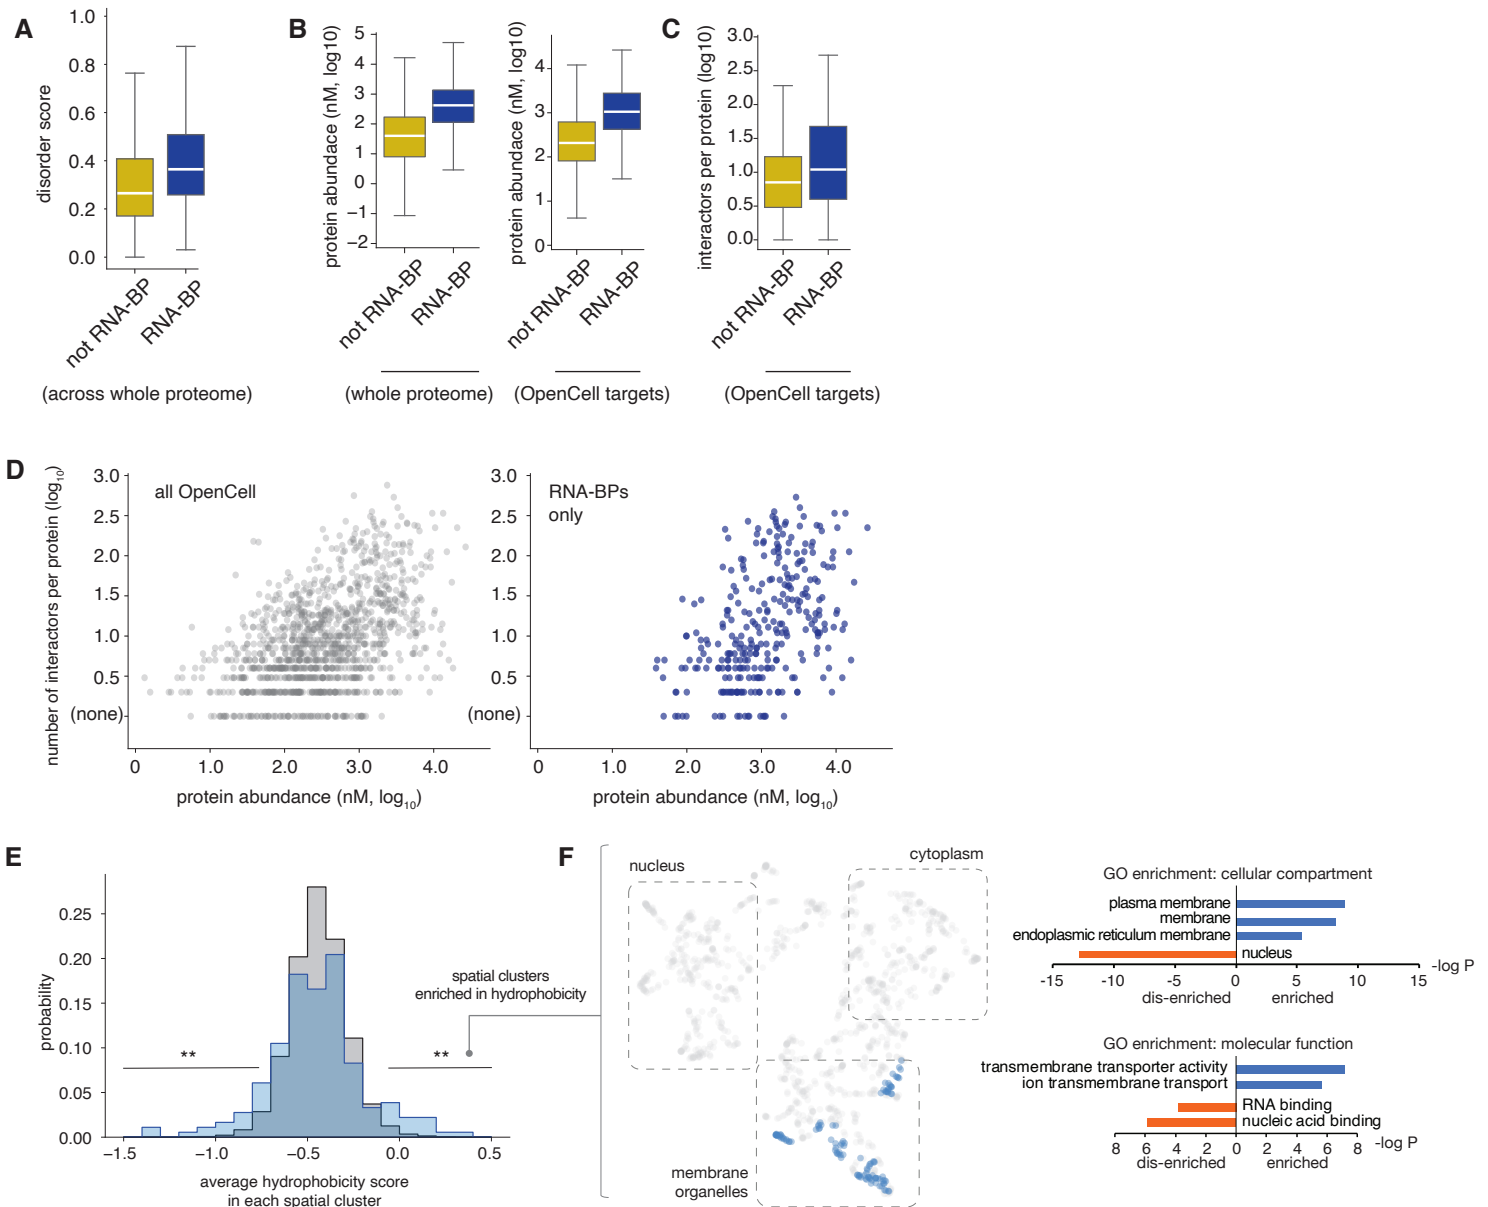 A
disorder score
1.0
0.8
0.6
0.4
0.2
0.0
not RNA-BP
RNA-BP
(across whole proteome)
B
protein abundace (nM, log10)
5
4
3
2
1
0
−1
−2
not RNA-BP
RNA-BP
(whole proteome)
protein abundace (nM, log10)
4
3
2
1
0
not RNA-BP
RNA-BP
(OpenCell targets)
C
interactors per protein (log10)
3.0
2.5
2.0
1.5
1.0
0.5
0.0
not RNA-BP
RNA-BP
(OpenCell targets)
D
number of interactors per protein (log10)
3.0
2.5
2.0
1.5
1.0
0.5
(none)
all OpenCell
0 1.0 2.0 3.0 4.0
protein abundance (nM, log10)
3.0
2.5
2.0
1.5
1.0
0.5
(none)
RNA-BPs
only
0 1.0 2.0 3.0 4.0
protein abundance (nM, log10)
E
probability
0.25
0.20
0.15
0.10
0.05
0.00
**
**
−1.5 −1.0 −0.5 0.0 0.5
average hydrophobicity score
in each spatial cluster
spatial clusters
enriched in hydrophobicity
F
nucleus
cytoplasm
membrane
organelles
GO enrichment: cellular compartment
plasma membrane
membrane
endoplasmic reticulum membrane
nucleus
-15 -10 -5 0 5 10 15
-log P
dis-enriched enriched
GO enrichment: molecular function
transmembrane transporter activity
ion transmembrane transport
RNA binding
nucleic acid binding
8 6 4 2 0 2 4 6 8
-log P
dis-enriched enriched